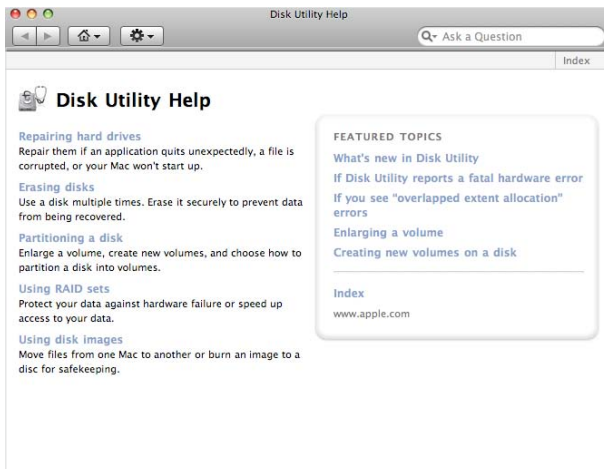 Disk Utility Help
Ask a Question
Index
Disk Utility Help
Repairing hard drives
Repair them if an application quits unexpectedly, a file is
corrupted, or your Mac won't start up.
Erasing disks
Use a disk multiple times. Erase it securely to prevent data
from being recovered.
Partitioning a disk
Enlarge a volume, create new volumes, and choose how to
partition a disk into volumes.
Using RAID sets
Protect your data against hardware failure or speed up
access to your data.
Using disk images
Move files from one Mac to another or burn an image to a
disc for safekeeping.
FEATURED TOPICS
What's new in Disk Utility
If Disk Utility reports a fatal hardware error
If you see "overlapped extent allocation"
errors
Enlarging a volume
Creating new volumes on a disk
Index
www.apple.com